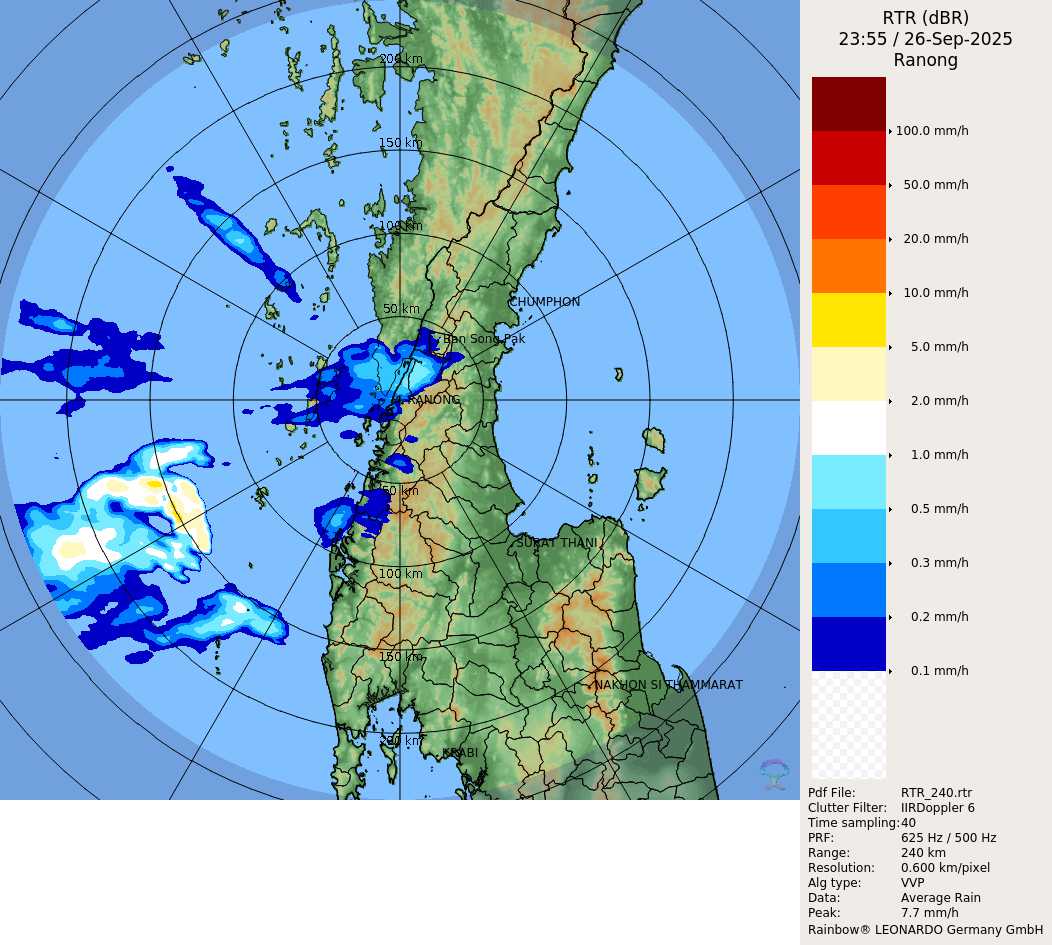 RTR (dBR)
23:55 / 26-Sep-2025
Ranong
200 km
150 km
100 km
50 km
CHUMPHON
Ban Song Pak
RANONG
50 km
SURAT THANI
100 km
150 km
NAKHON SI THAMMARAT
200 km
KRABI
100.0 mm/h
50.0 mm/h
20.0 mm/h
10.0 mm/h
5.0 mm/h
2.0 mm/h
1.0 mm/h
0.5 mm/h
0.3 mm/h
0.2 mm/h
0.1 mm/h
Pdf File: RTR_240.rtr
Clutter Filter: IIRDoppler 6
Time sampling: 40
PRF: 625 Hz / 500 Hz
Range: 240 km
Resolution: 0.600 km/pixel
Alg type: VVP
Data: Average Rain
Peak: 7.7 mm/h
Rainbow® LEONARDO Germany GmbH